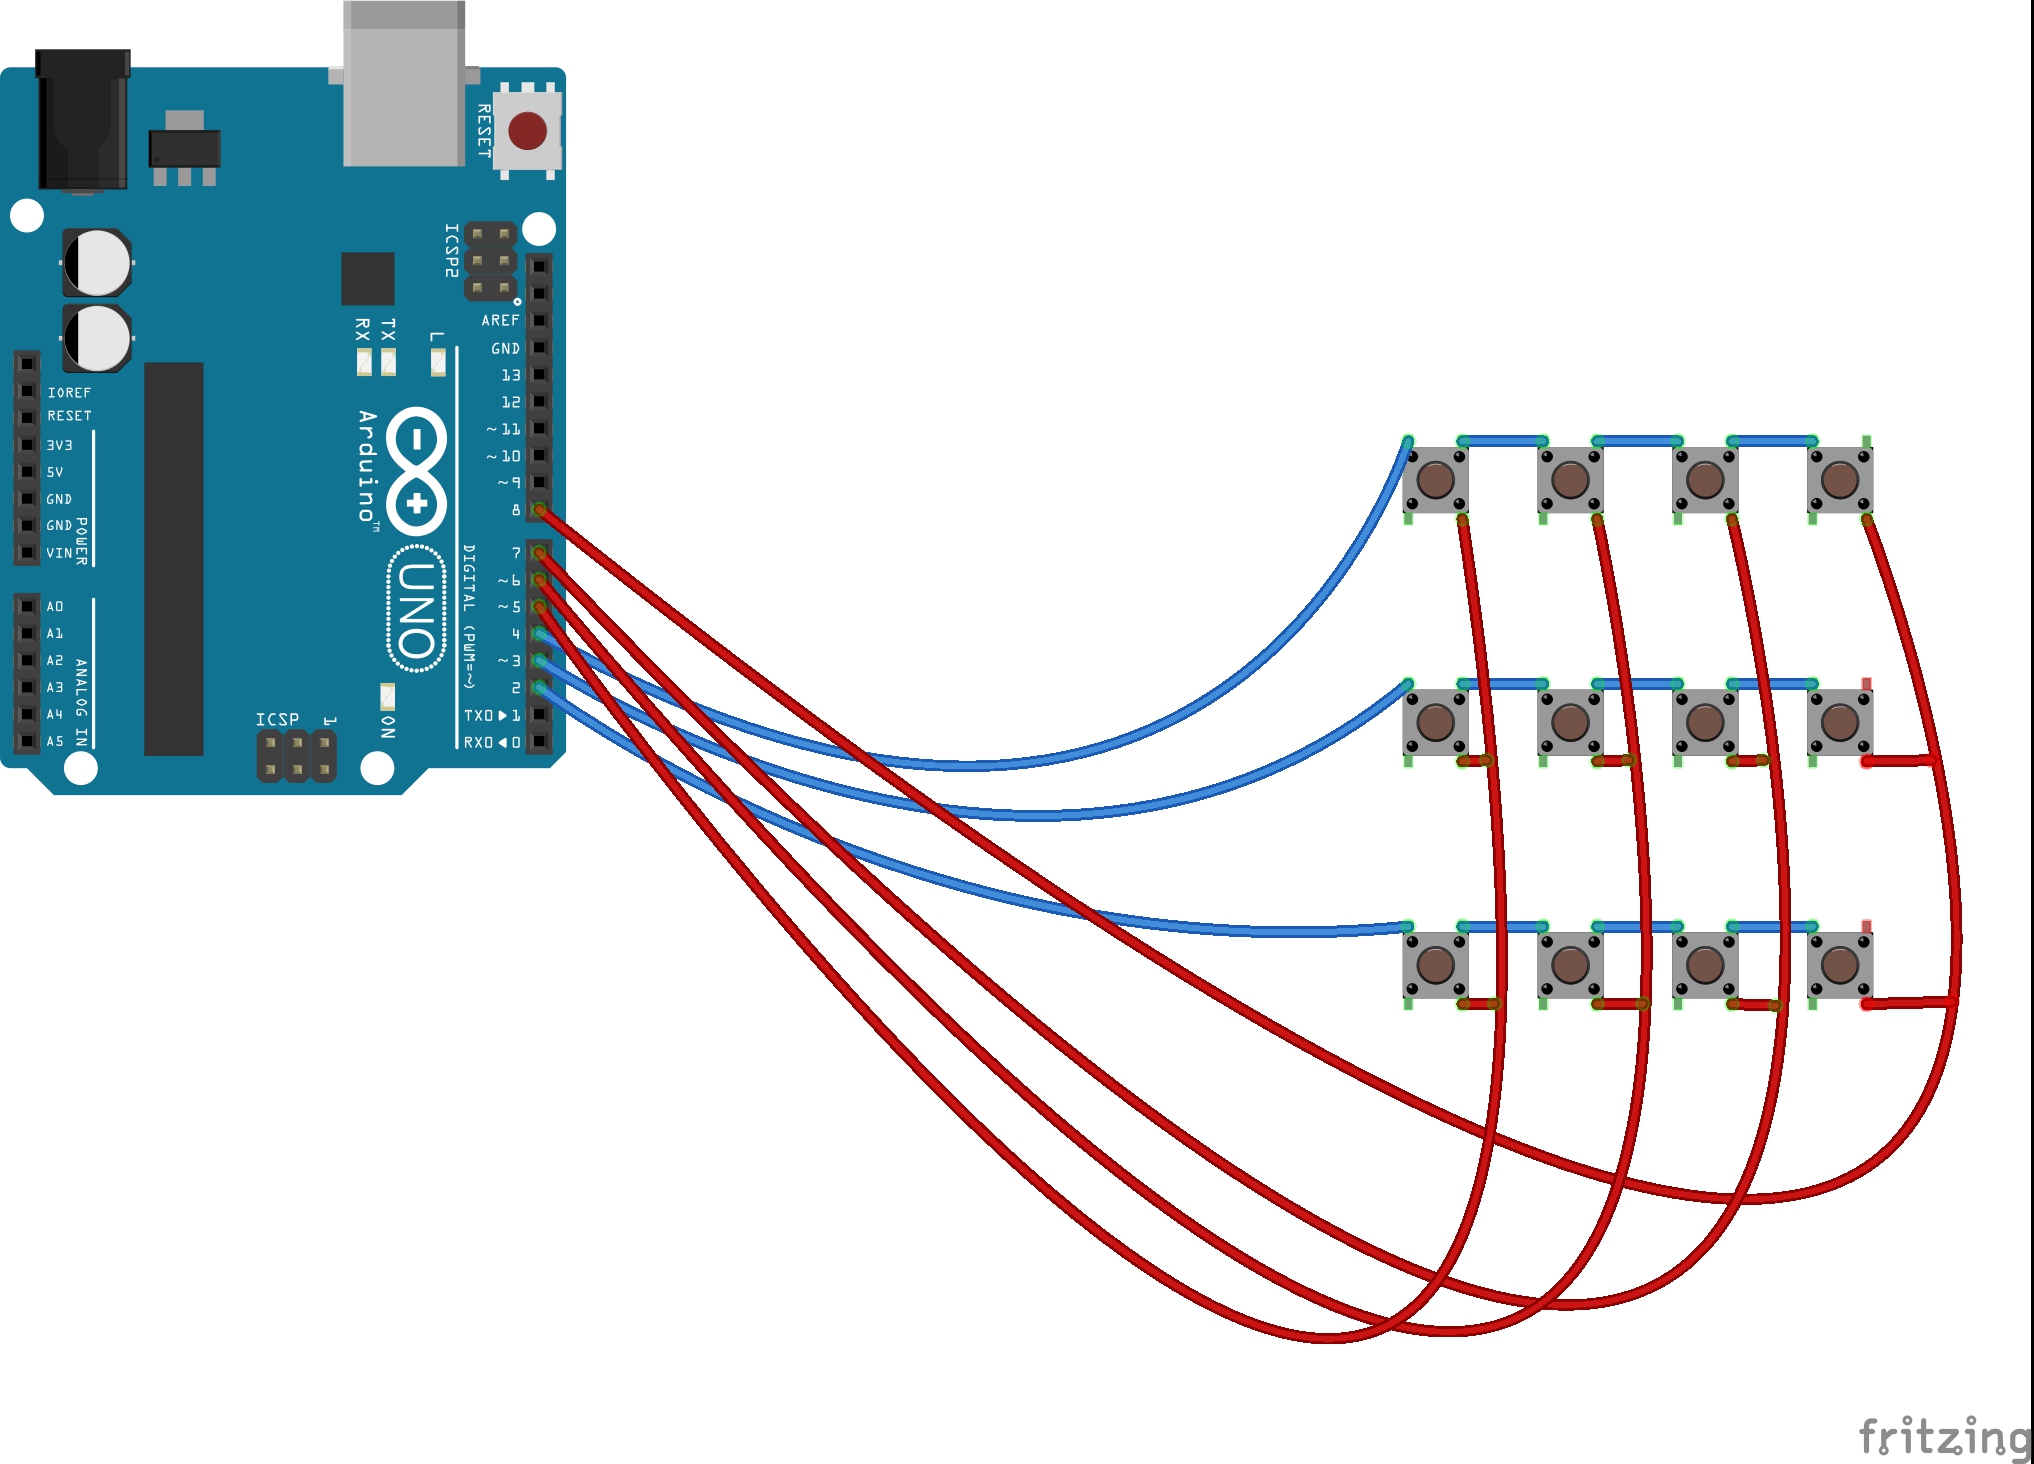 RESET
ICSP2
AREF
GND
13
12
~11
~10
~9
8
7
~6
~5
4
~3
2
TX0▶1
RX0◀0
RX
TX
L
Arduino™
UNO
DIGITAL (PWM=~)
IOREF
RESET
3V3
5V
GND
GND
VIN
POWER
A0
A1
A2
A3
A4
A5
ANALOG IN
ICSP
1
ON
fritzing